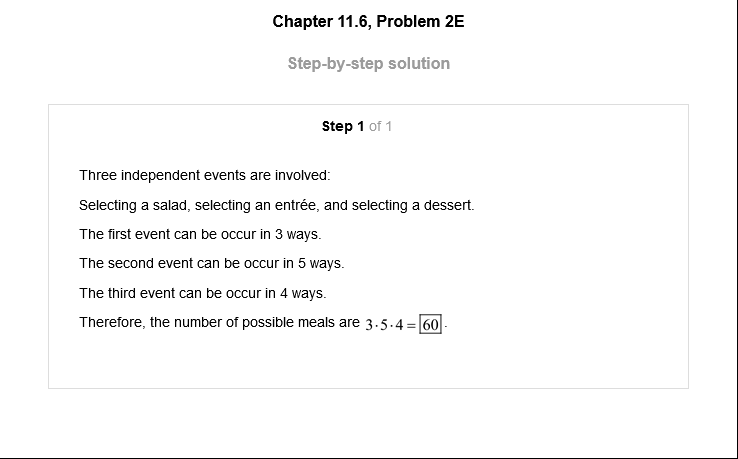 Chapter 11.6, Problem 2E
Step-by-step solution
Step 1 of 1
Three independent events are involved:
Selecting a salad, selecting an entrée, and selecting a dessert.
The first event can be occur in 3 ways.
The second event can be occur in 5 ways.
The third event can be occur in 4 ways.
Therefore, the number of possible meals are 3·5·4 = 60.